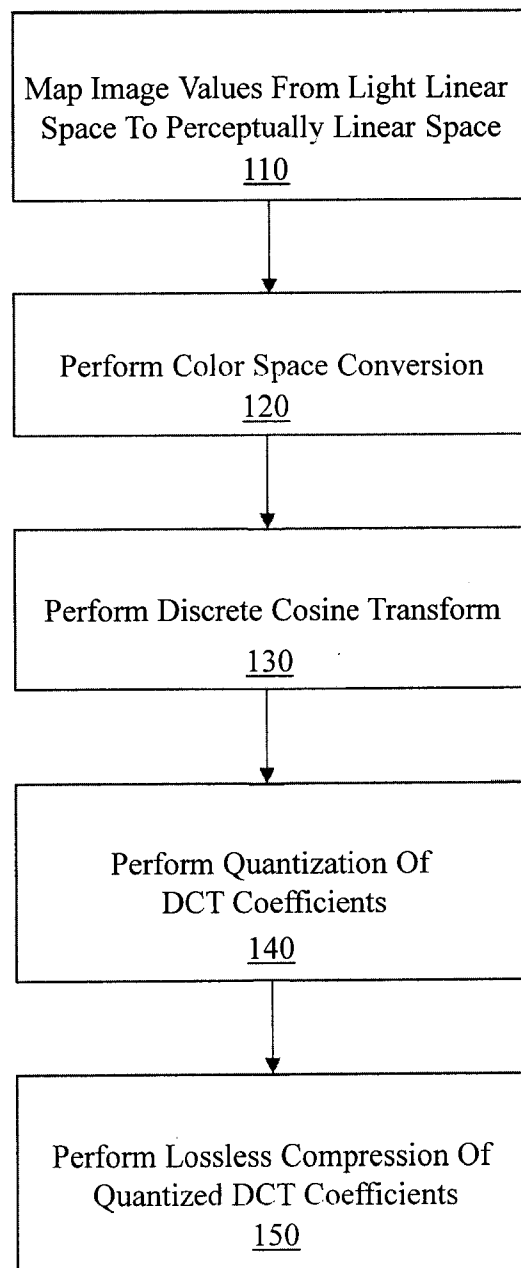 Map Image Values From Light Linear
Space To Perceptually Linear Space
110
Perform Color Space Conversion
120
Perform Discrete Cosine Transform
130
Perform Quantization Of
DCT Coefficients
140
Perform Lossless Compression Of
Quantized DCT Coefficients
150